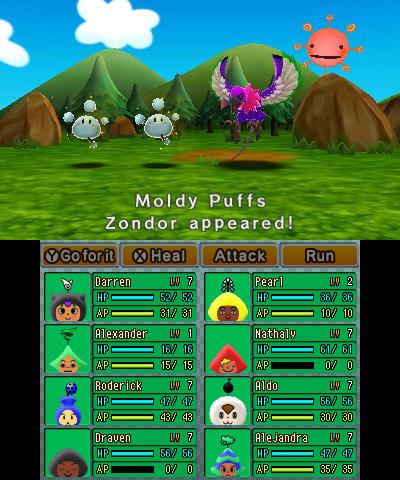 Moldy Puffs
Zondor appeared!
Y Go for it X Heal Attack Run
Darren LV 7
HP 52/ 52
AP 31/ 31
Pearl LV 2
HP 38/ 38
AP 10/ 10
Alexander LV 1
HP 16/ 16
AP 15/ 15
Nathaly LV 7
HP 61/ 61
AP 0/ 0
Roderick LV 7
HP 47/ 47
AP 43/ 43
Aldo LV 7
HP 56/ 56
AP 30/ 30
Draven LV 7
HP 56/ 56
AP 0/ 0
Alejandra LV 7
HP 47/ 47
AP 35/ 35